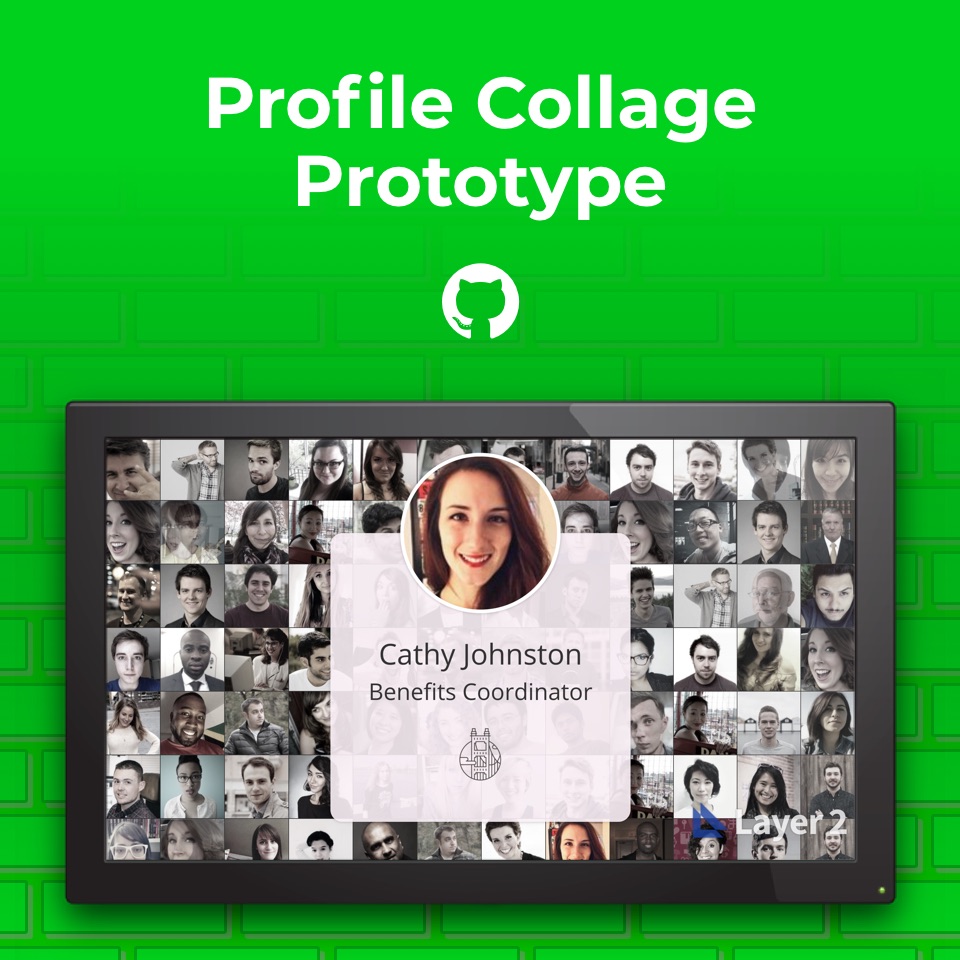 Profile Collage
Prototype
Cathy Johnston
Benefits Coordinator
Layer 2